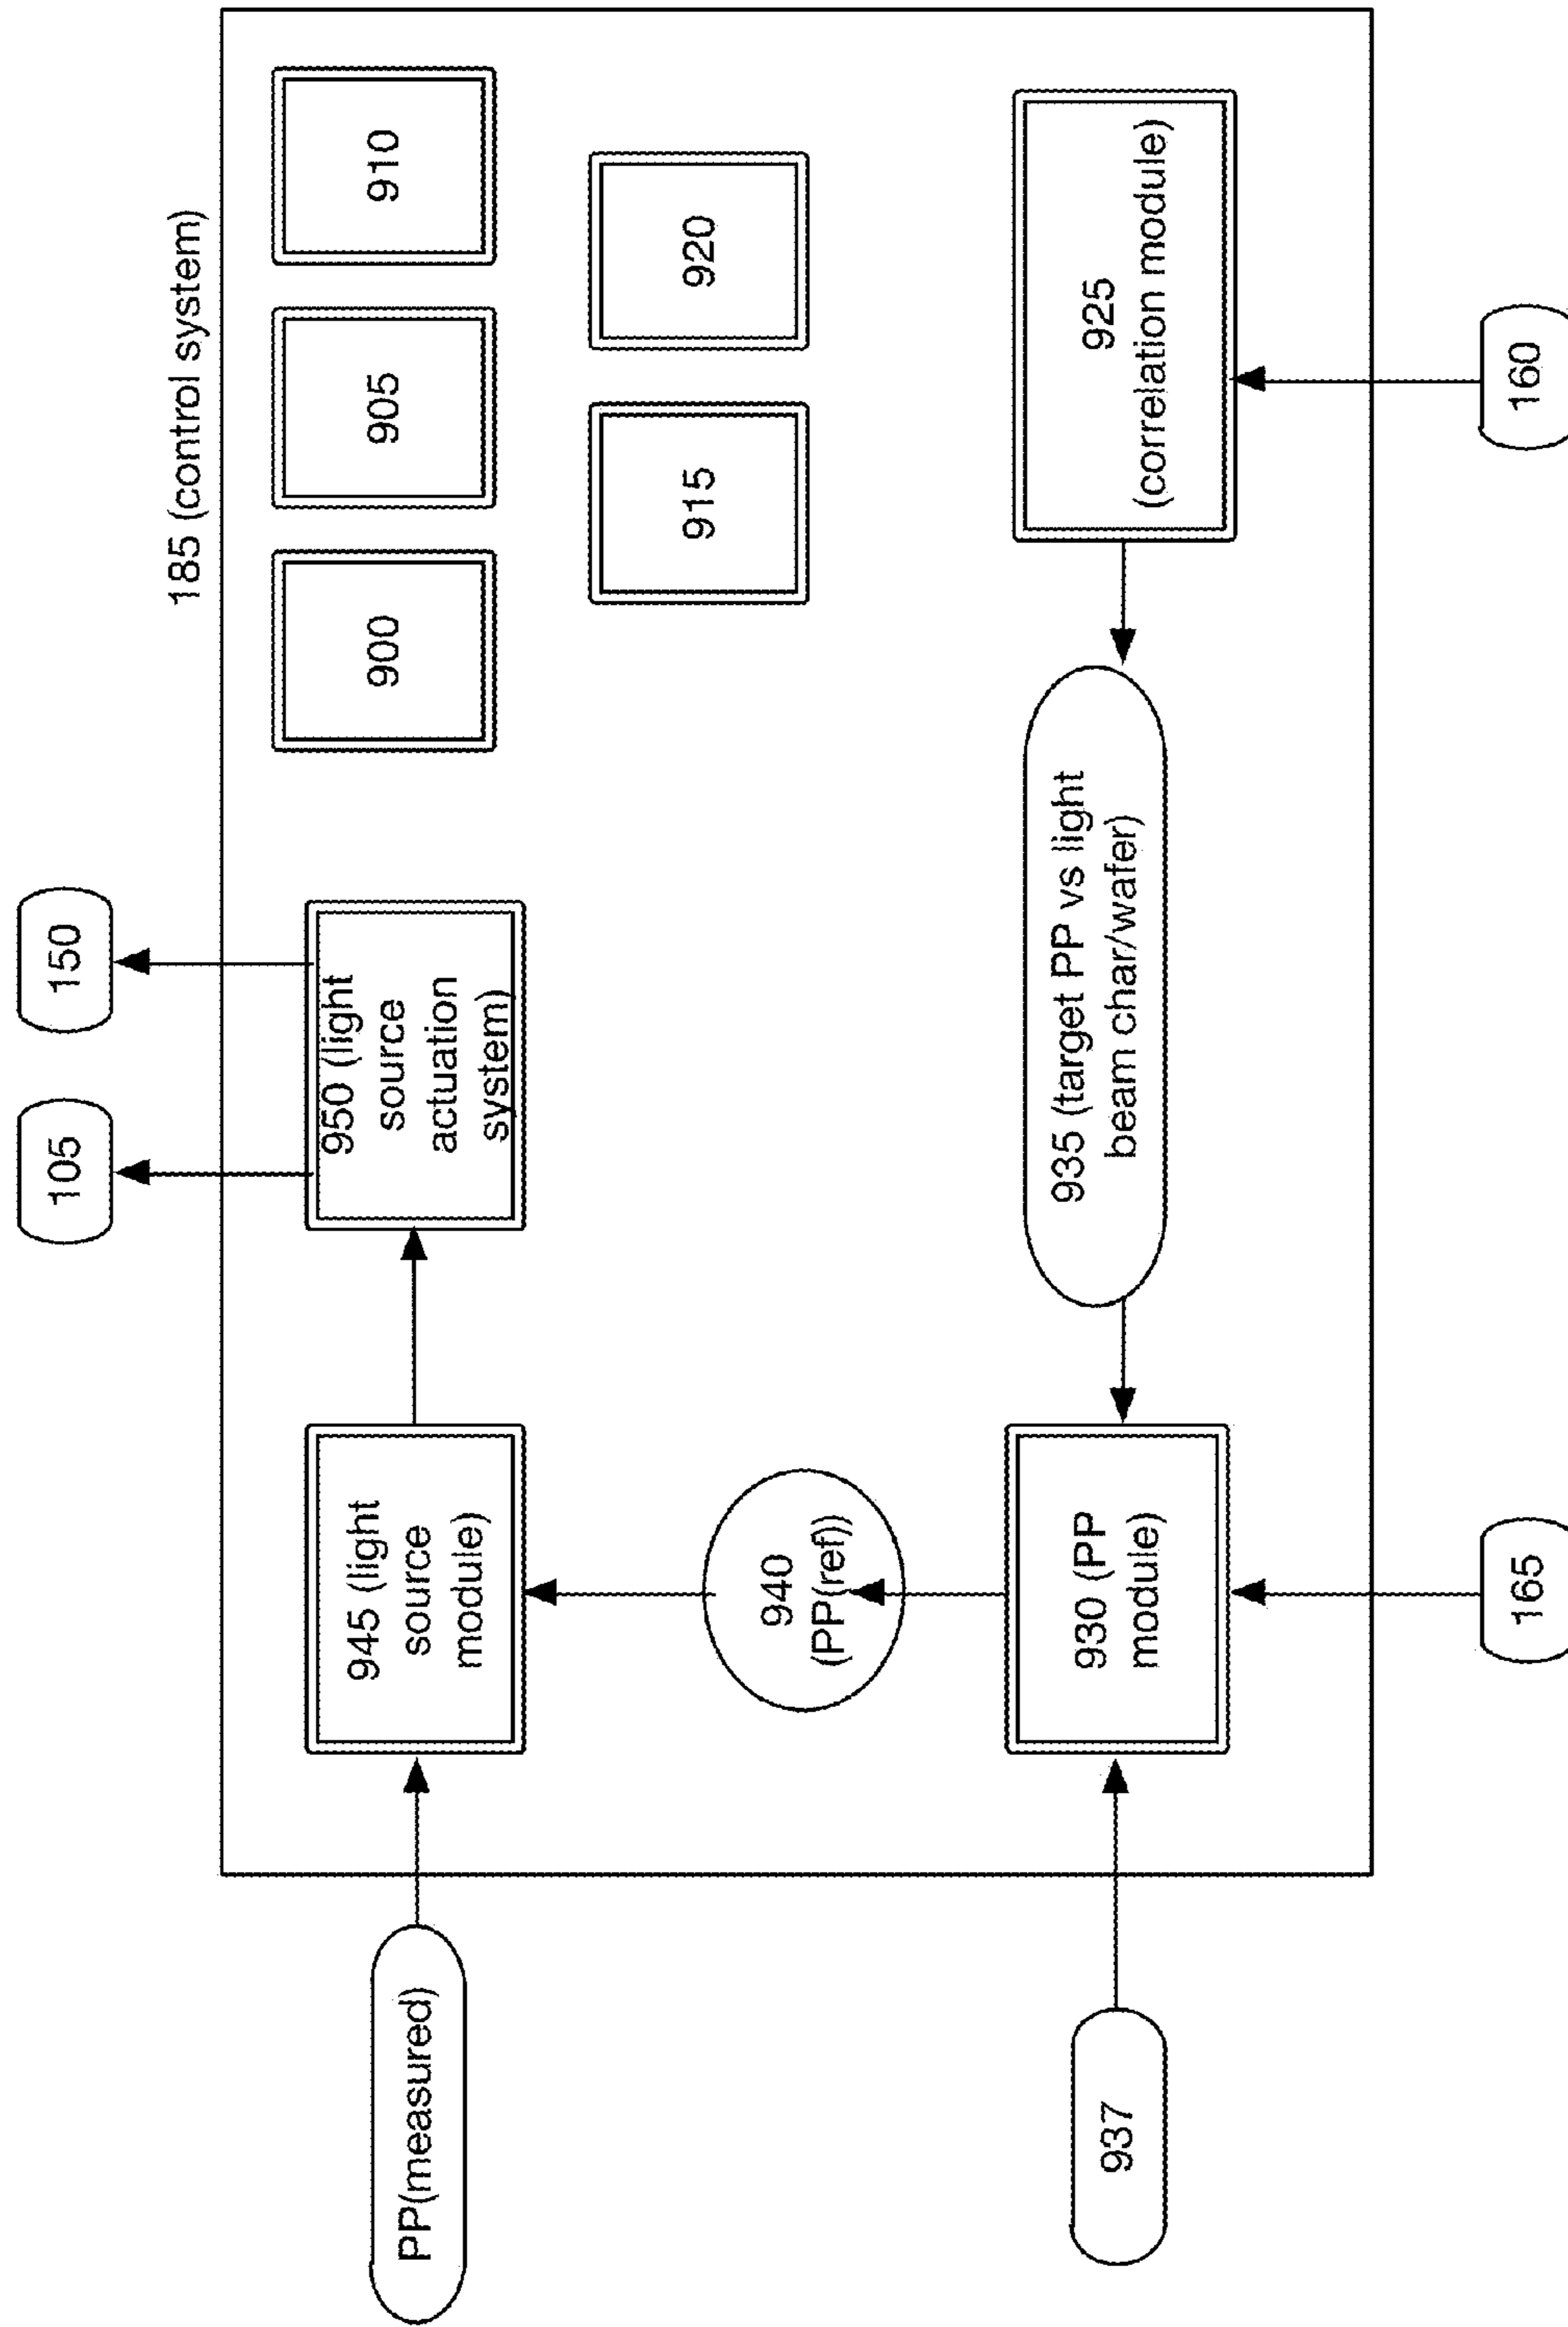 185 (control system)
105
150
PP(measured)
945 (light
source
module)
950 (light
source
actuation
system)
900
905
910
915
920
940
(PP(ref))
937
930 (PP
module)
935 (target PP vs light
beam char/wafer)
925
(correlation module)
165
160